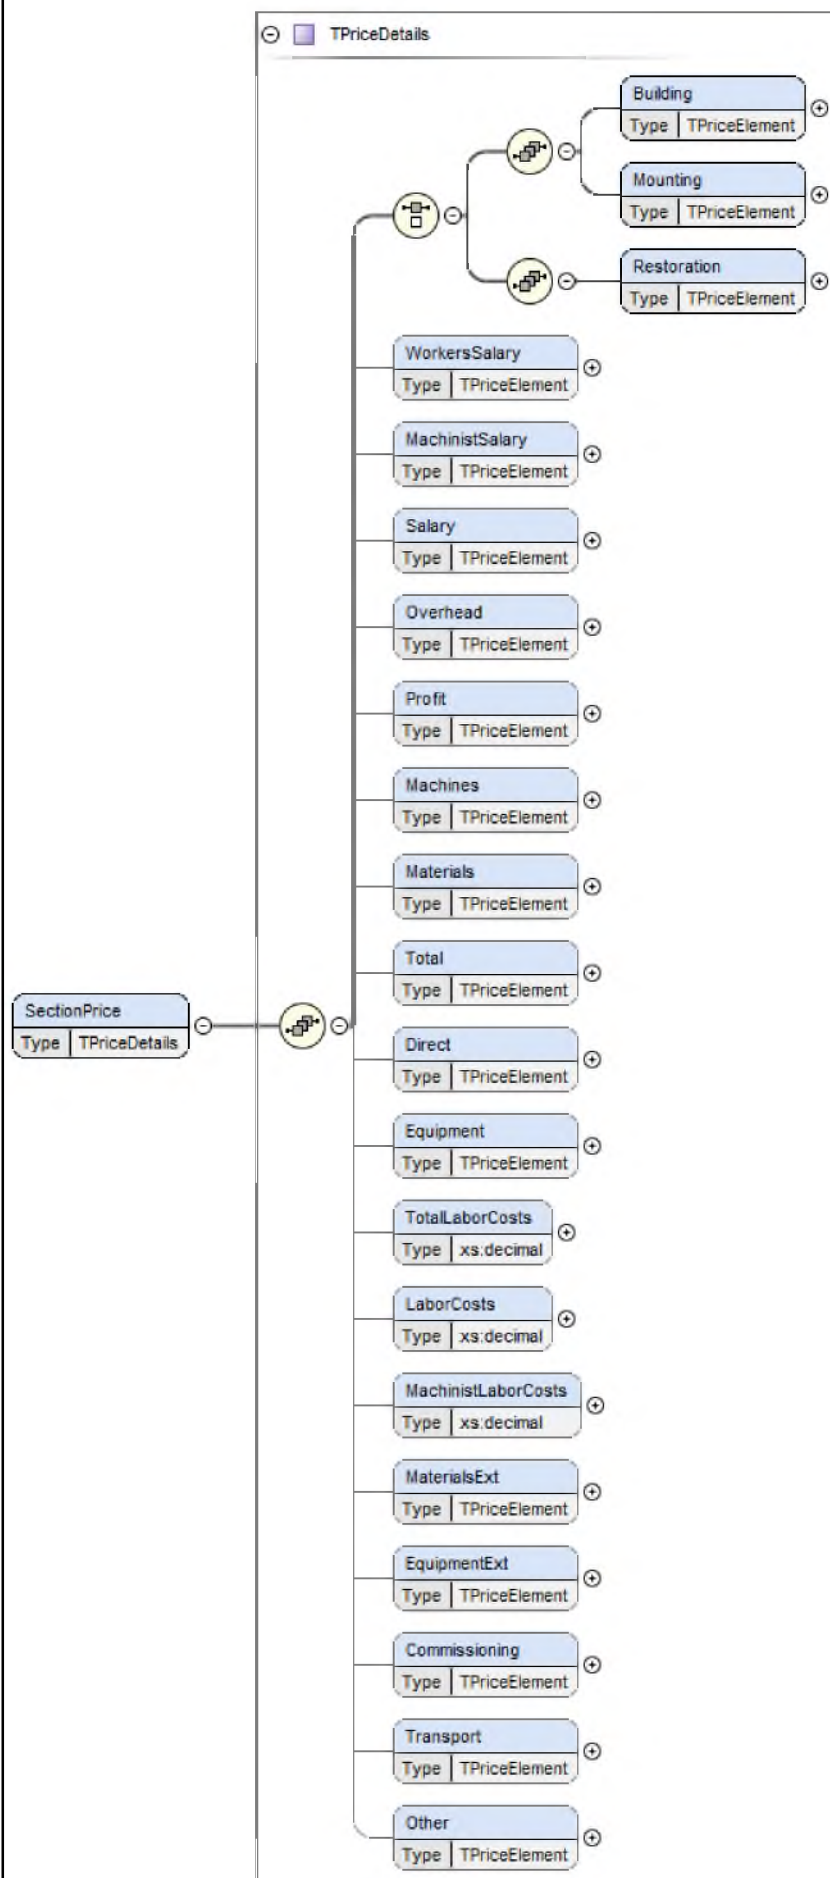 TPriceDetails
Building
Type TPriceElement
Mounting
Type TPriceElement
Restoration
Type TPriceElement
WorkersSalary
Type TPriceElement
MachinistSalary
Type TPriceElement
Salary
Type TPriceElement
Overhead
Type TPriceElement
Profit
Type TPriceElement
Machines
Type TPriceElement
Materials
Type TPriceElement
Total
Type TPriceElement
SectionPrice
Type TPriceDetails
Direct
Type TPriceElement
Equipment
Type TPriceElement
TotalLaborCosts
Type xs:decimal
LaborCosts
Type xs:decimal
MachinistLaborCosts
Type xs:decimal
MaterialsExt
Type TPriceElement
EquipmentExt
Type TPriceElement
Commissioning
Type TPriceElement
Transport
Type TPriceElement
Other
Type TPriceElement